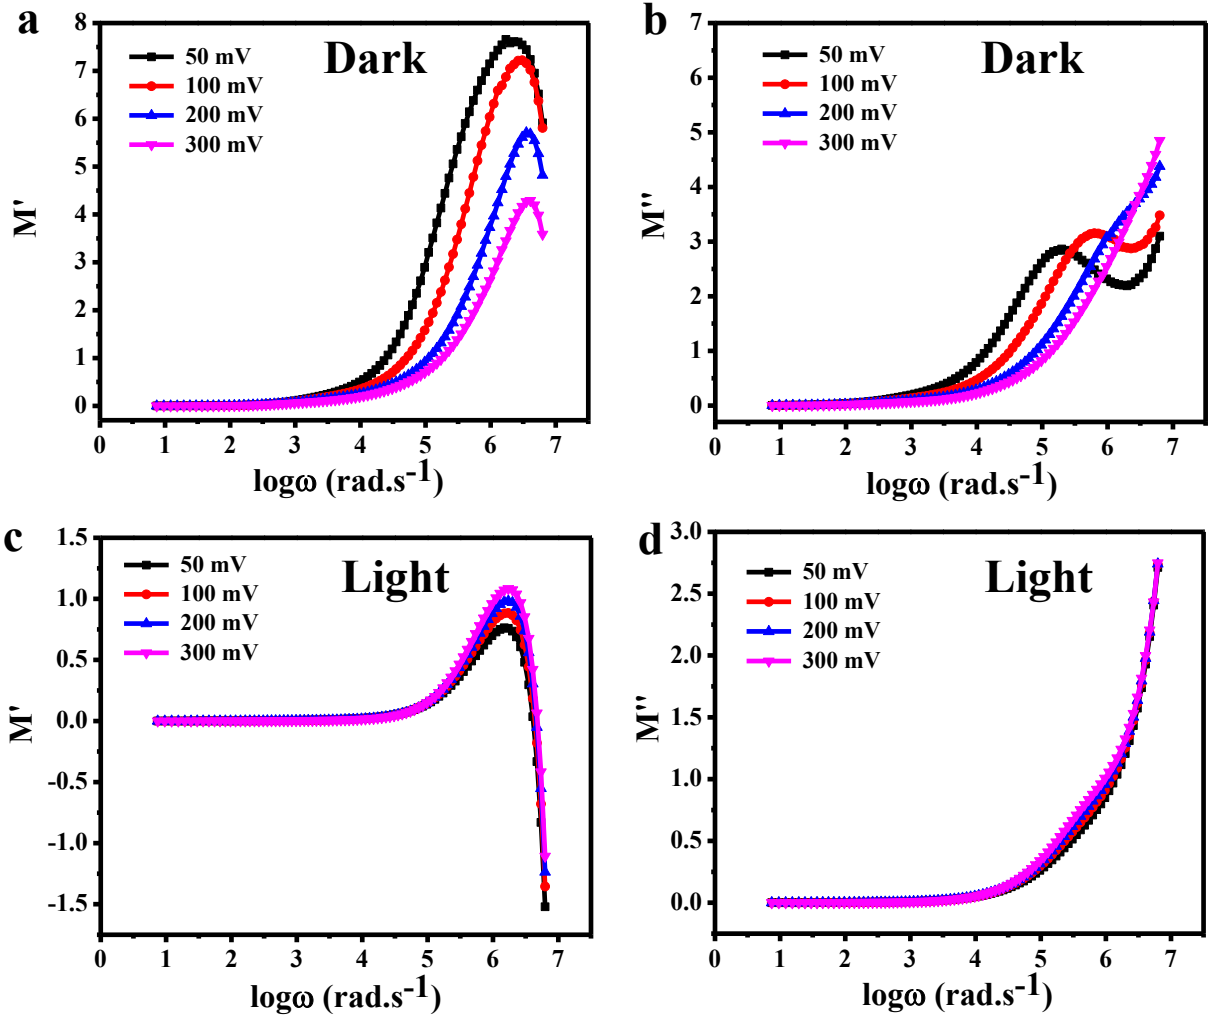 a
Dark
50 mV
100 mV
200 mV
300 mV
8
7
6
5
4
3
2
1
0
M'
0 1 2 3 4 5 6 7
logω (rad.s-1)
b
Dark
50 mV
100 mV
200 mV
300 mV
7
6
5
4
3
2
1
0
M''
0 1 2 3 4 5 6 7
logω (rad.s-1)
c
Light
50 mV
100 mV
200 mV
300 mV
1.5
1.0
0.5
0.0
-0.5
-1.0
-1.5
M'
0 1 2 3 4 5 6 7
logω (rad.s-1)
d
Light
50 mV
100 mV
200 mV
300 mV
3.0
2.5
2.0
1.5
1.0
0.5
0.0
M''
0 1 2 3 4 5 6 7
logω (rad.s-1)